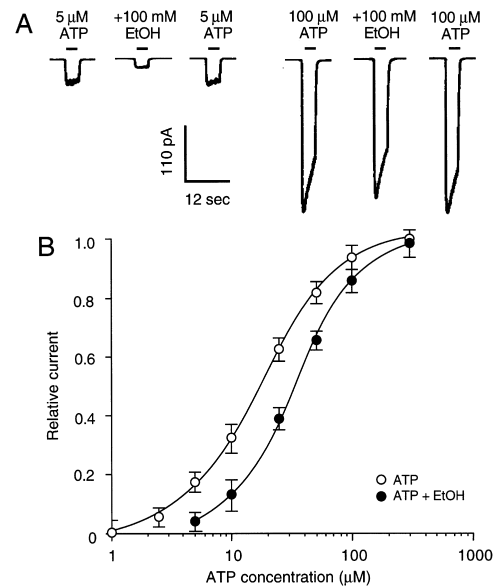 A
5 µM +100 mM 5 µM 100 µM +100 mM 100 µM
ATP EtOH ATP ATP EtOH ATP
110 pA
12 sec
B
1.0
0.8
0.6
0.4
0.2
0
Relative current
ATP
ATP + EtOH
1 10 100 1000
ATP concentration (µM)